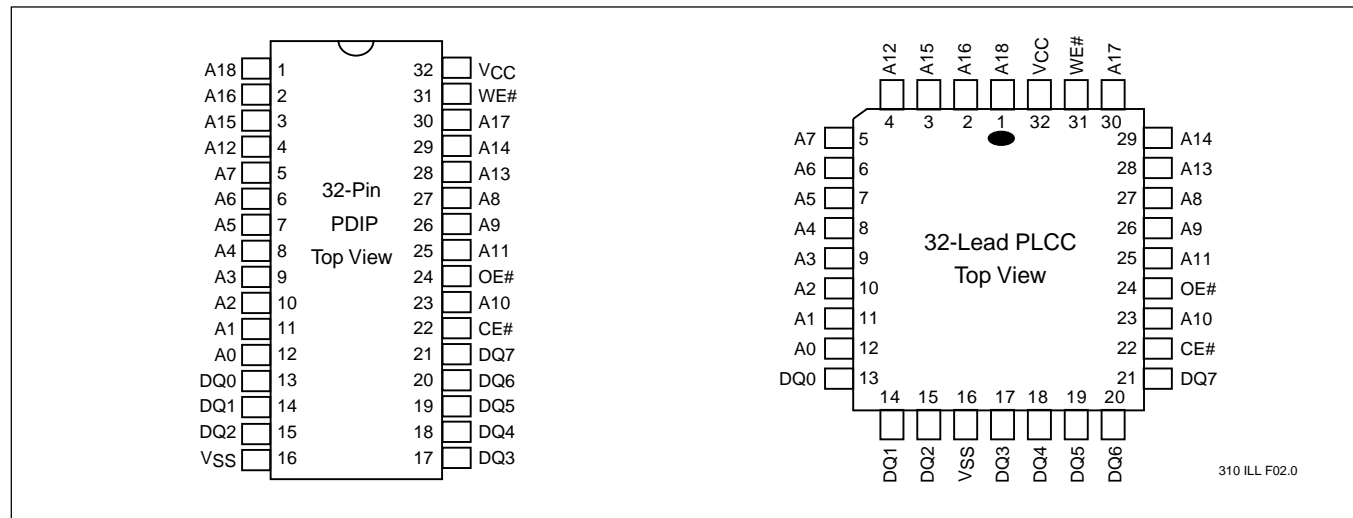 A18 1 32 VCC
A16 2 31 WE#
A15 3 30 A17
A12 4 29 A14
A7 5 28 A13
A6 6 27 A8
A5 7 26 A9
A4 8 25 A11
A3 9 24 OE#
A2 10 23 A10
A1 11 22 CE#
A0 12 21 DQ7
DQ0 13 20 DQ6
DQ1 14 19 DQ5
DQ2 15 18 DQ4
VSS 16 17 DQ3
32-Pin
PDIP
Top View
A12 A15 A16 A18 VCC WE# A17
4 3 2 1 32 31 30
A7 5 29 A14
A6 6 28 A13
A5 7 27 A8
A4 8 26 A9
A3 9 25 A11
A2 10 24 OE#
A1 11 23 A10
A0 12 22 CE#
DQ0 13 21 DQ7
32-Lead PLCC
Top View
14 15 16 17 18 19 20
DQ1 DQ2 VSS DQ3 DQ4 DQ5 DQ6
310 ILL F02.0